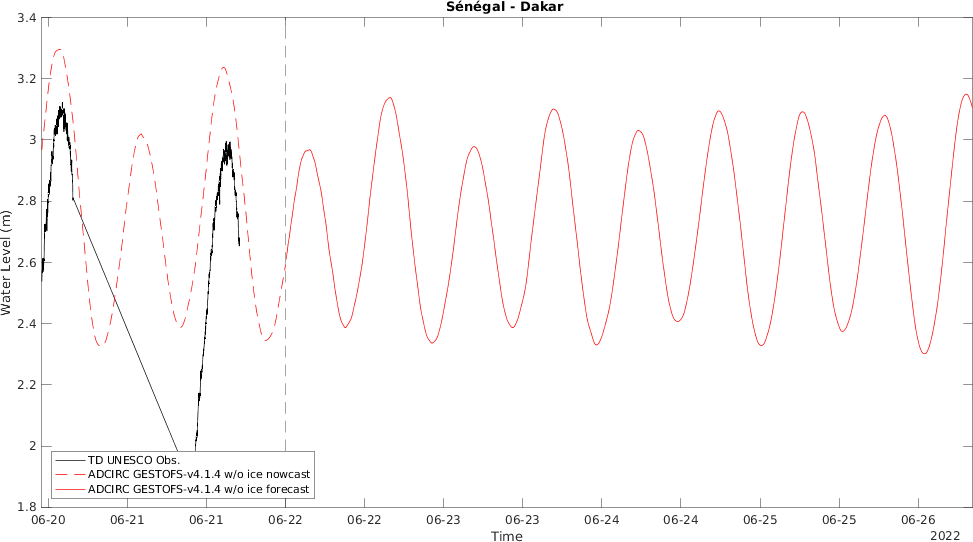 Sénégal - Dakar
Water Level (m)
3.4
3.2
3
2.8
2.6
2.4
2.2
2
1.8
TD UNESCO Obs.
ADCIRC GESTOFS-v4.1.4 w/o ice nowcast
ADCIRC GESTOFS-v4.1.4 w/o ice forecast
06-20 06-21 06-21 06-22 06-22 06-23 06-23 06-24 06-24 06-25 06-25 06-26
Time
2022